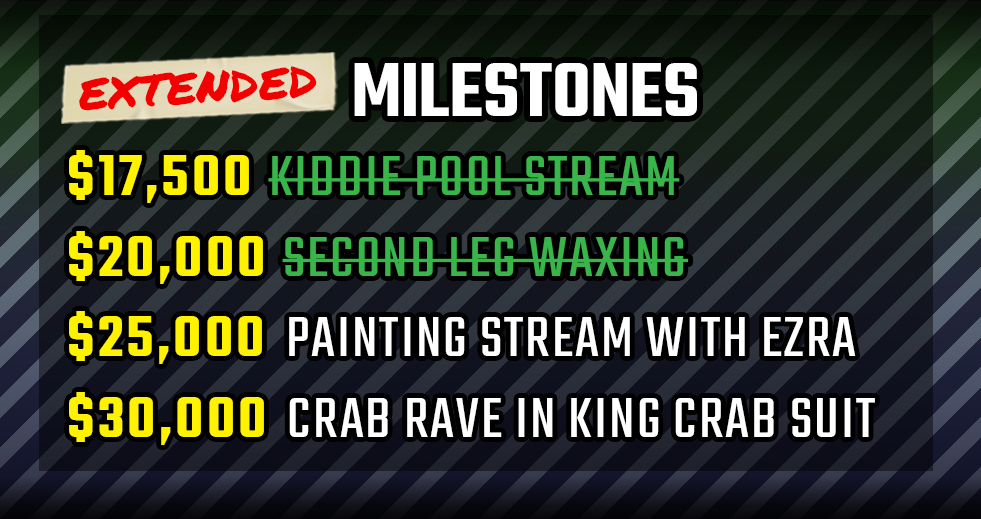 EXTENDED MILESTONES
$17,500 KIDDIE POOL STREAM
$20,000 SECOND LEG WAXING
$25,000 PAINTING STREAM WITH EZRA
$30,000 CRAB RAVE IN KING CRAB SUIT